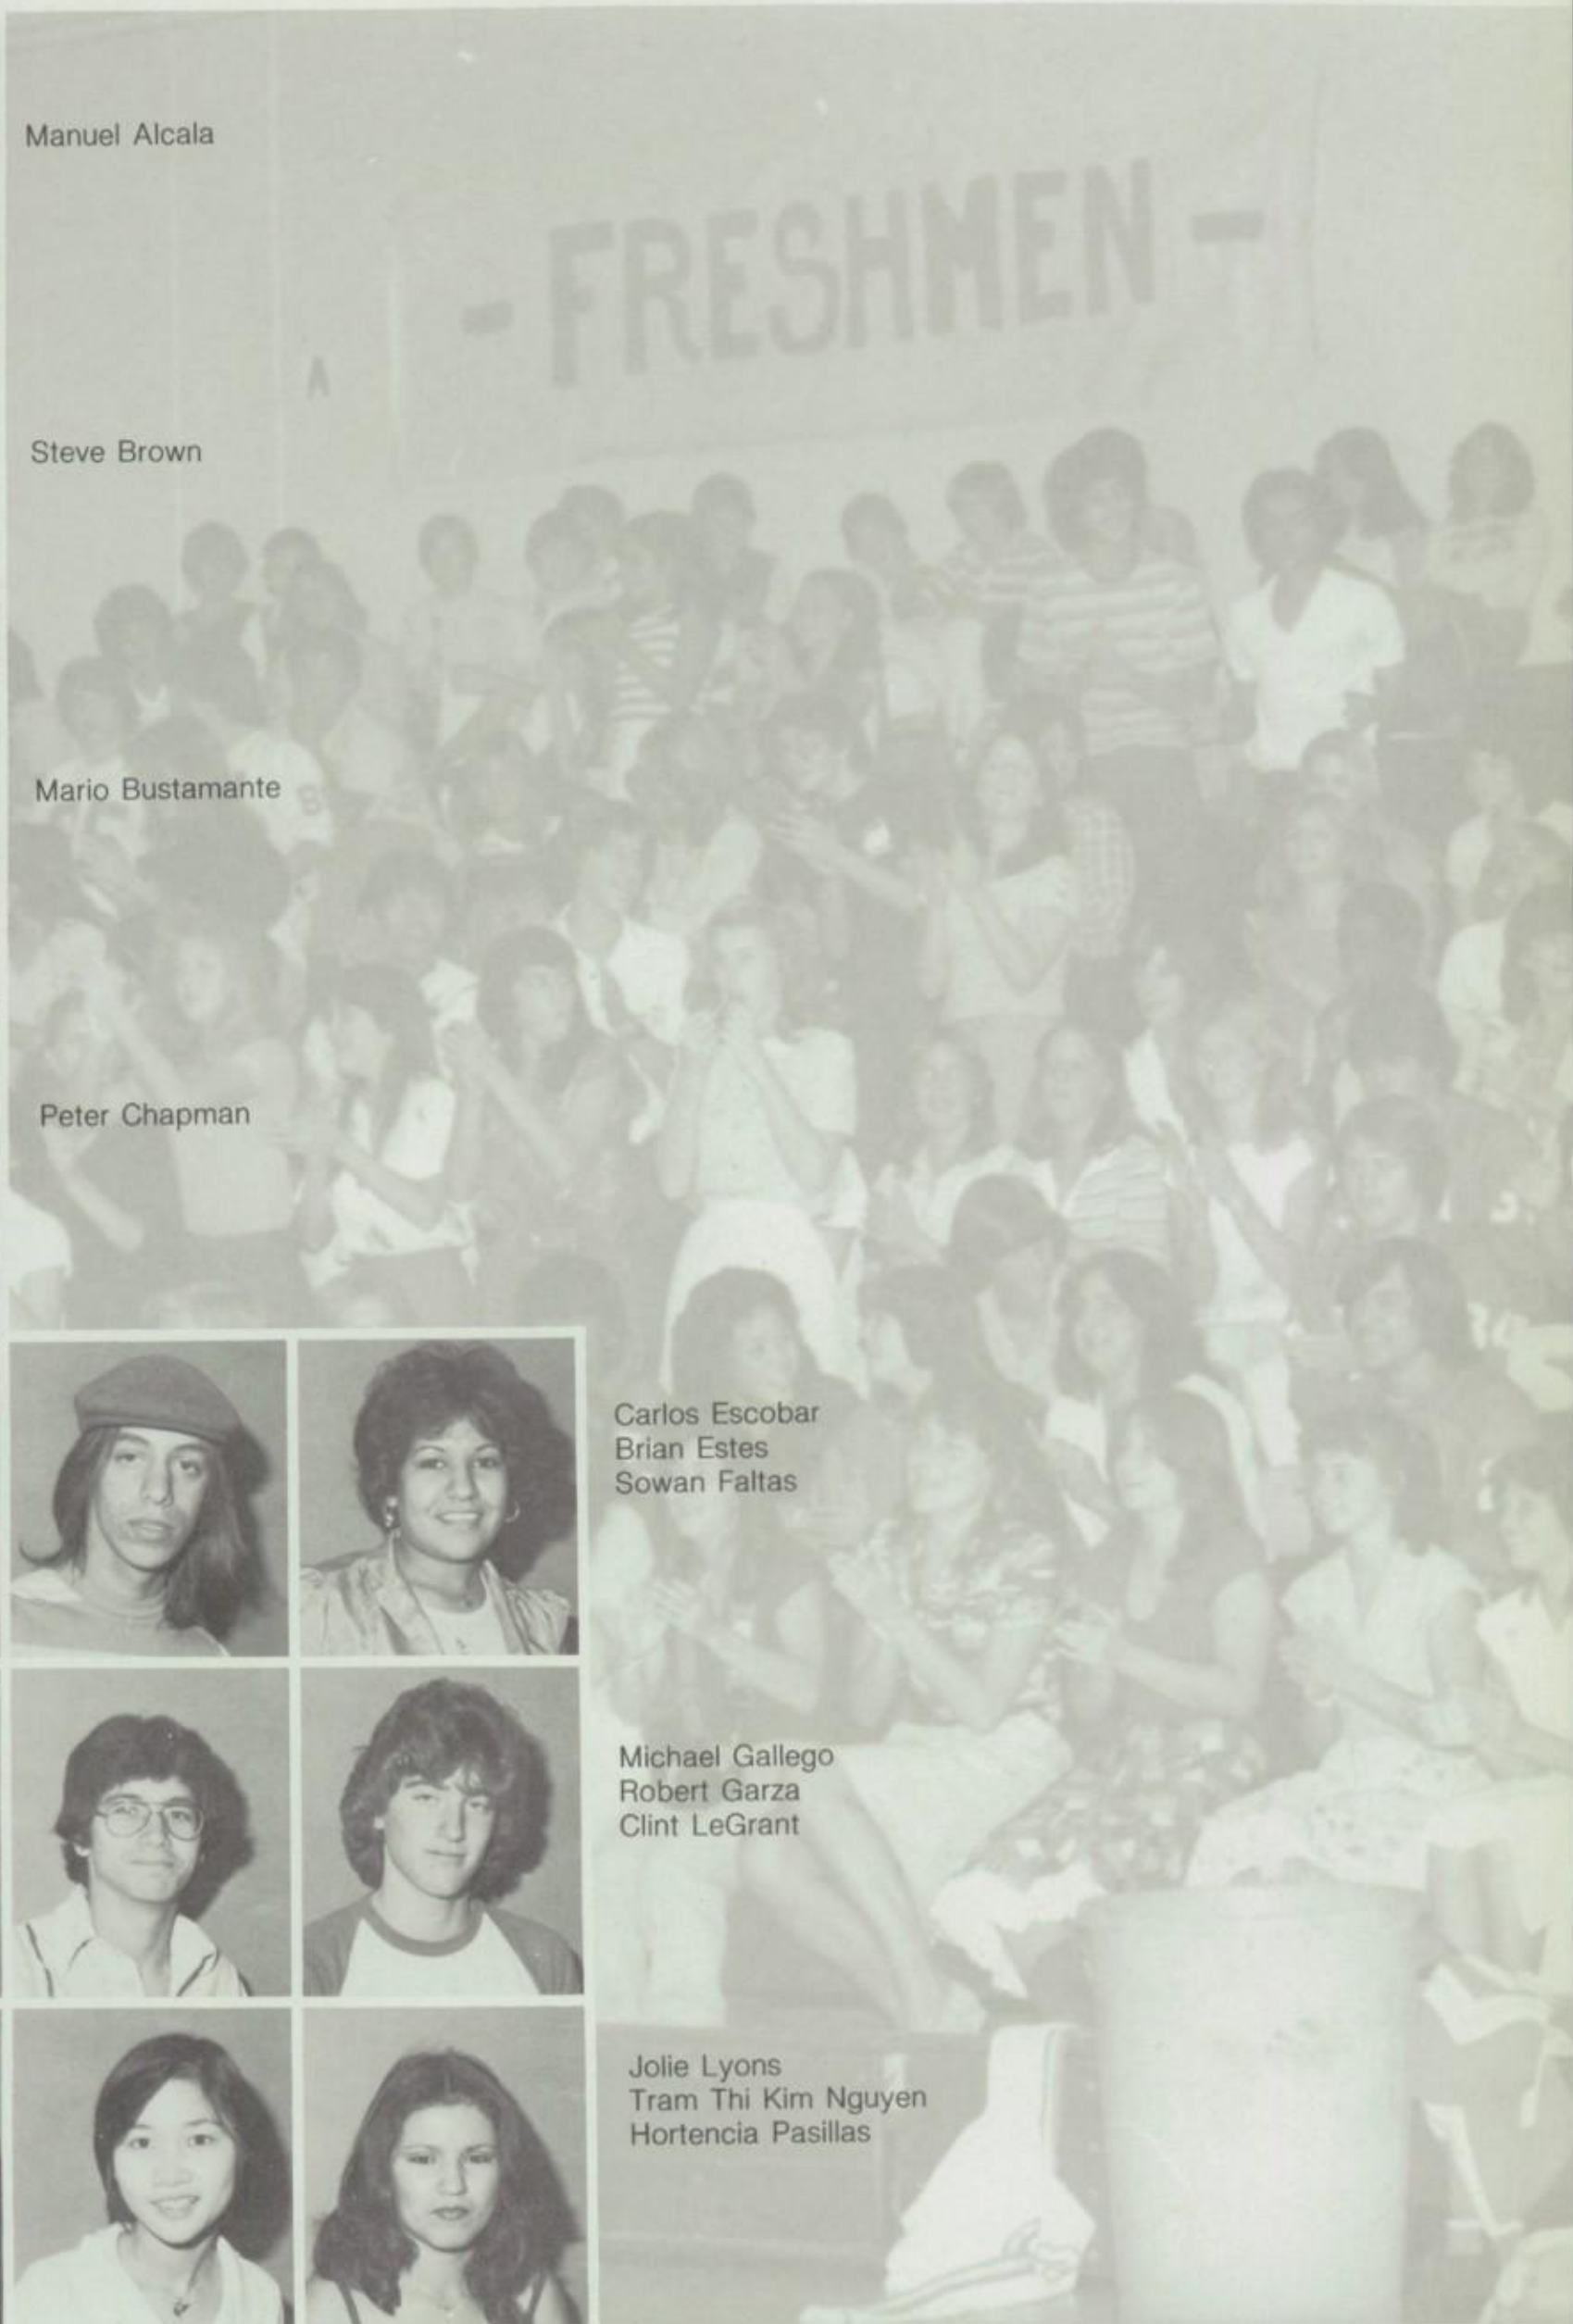 Manuel Alcala
- FRESHMEN -
A
Steve Brown
Mario Bustamante
Peter Chapman
Carlos Escobar
Brian Estes
Sowan Faltas
Michael Gallego
Robert Garza
Clint LeGrant
Jolie Lyons
Tram Thi Kim Nguyen
Hortencia Pasillas